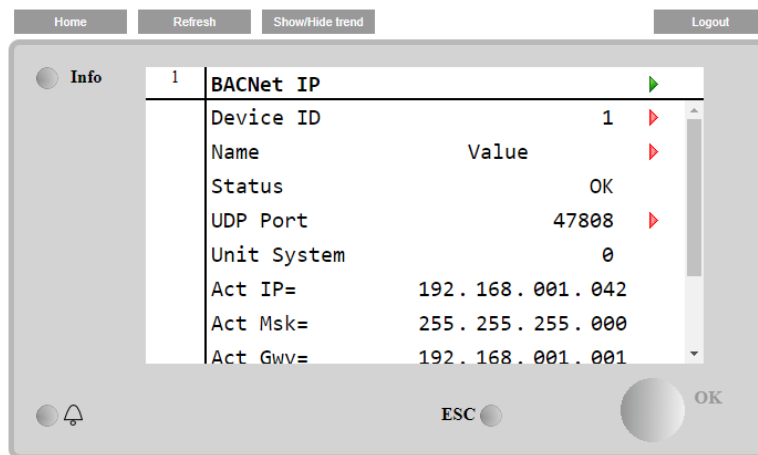 Home Refresh Show/Hide trend Logout
Info
1 BACNet IP
Device ID 1
Name Value
Status OK
UDP Port 47808
Unit System 0
Act IP= 192.168.001.042
Act Msk= 255.255.255.000
Act Gwy= 192.168.001.001
ESC OK